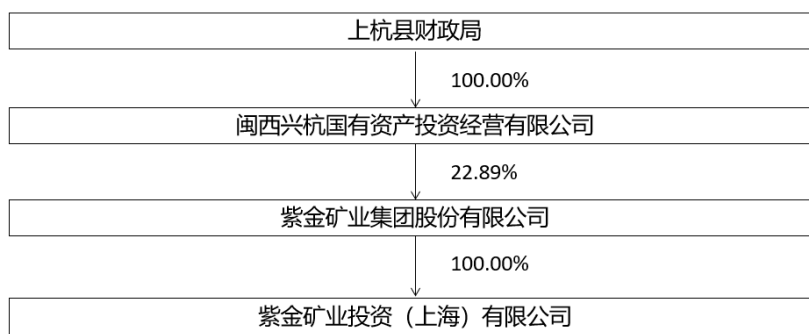 上杭县财政局
100.00%
闽西兴杭国有资产投资经营有限公司
22.89%
紫金矿业集团股份有限公司
100.00%
紫金矿业投资（上海）有限公司